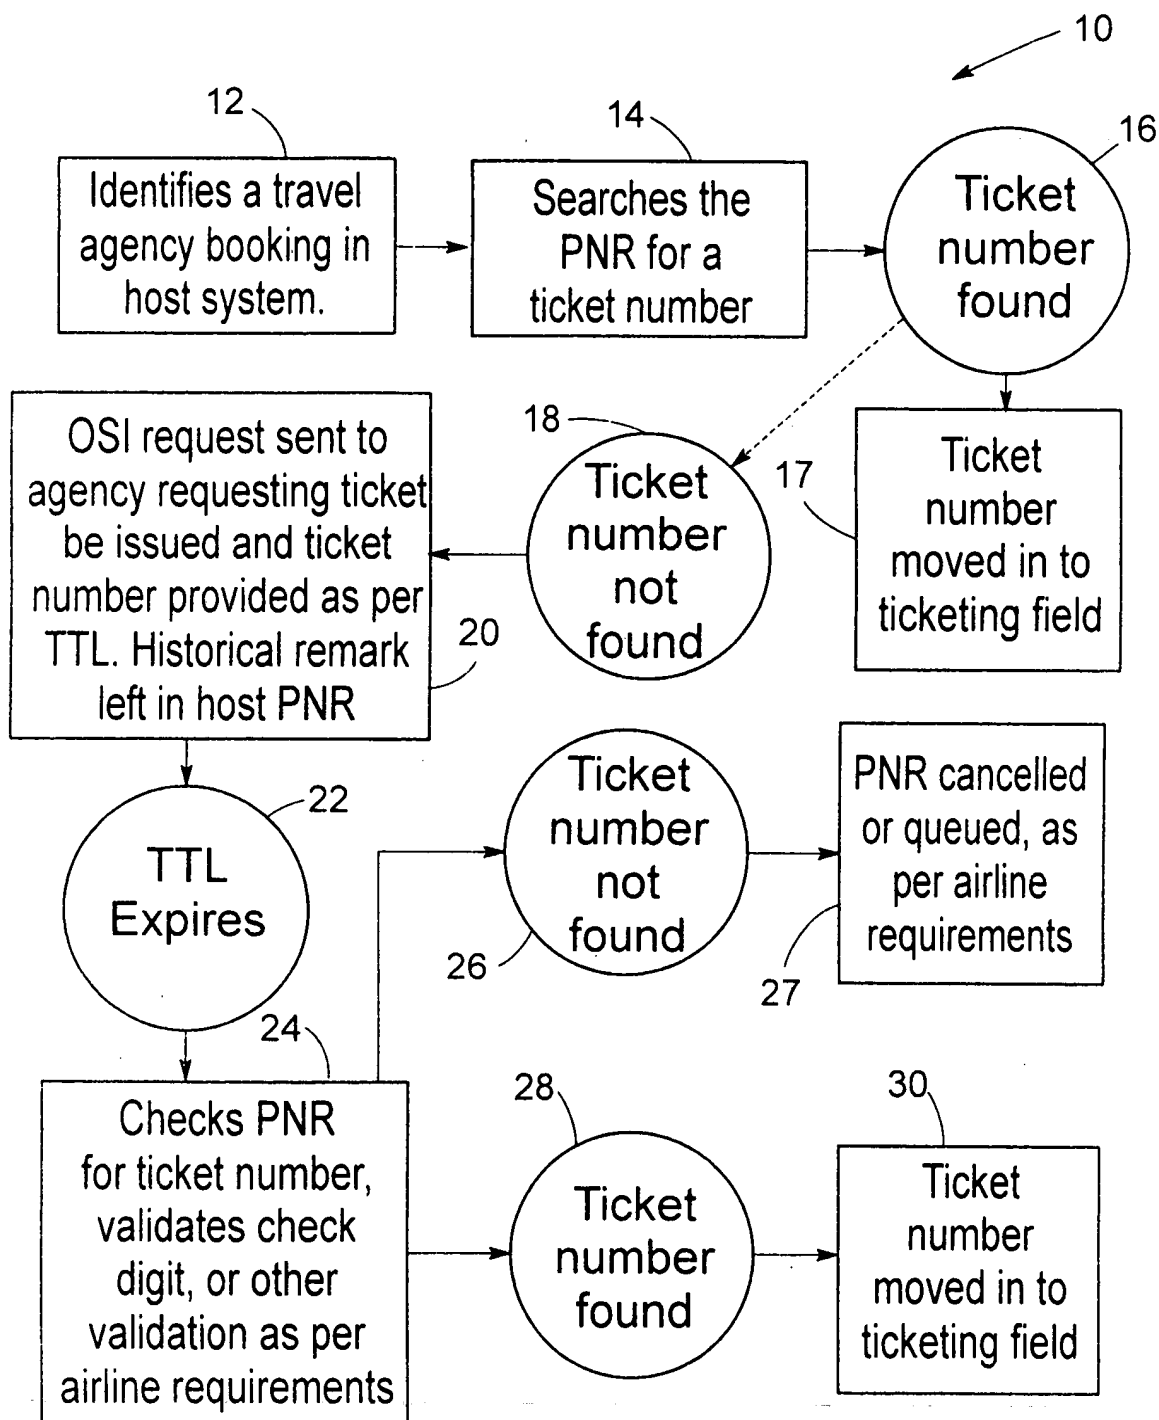 10
12
Identifies a travel
agency booking in
host system.
14
Searches the
PNR for a
ticket number
16
Ticket
number
found
17
Ticket
number
moved in to
ticketing field
18
Ticket
number
not
found
OSI request sent to
agency requesting ticket
be issued and ticket
number provided as per
TTL. Historical remark
left in host PNR
20
22
TTL
Expires
24
Checks PNR
for ticket number,
validates check
digit, or other
validation as per
airline requirements
Ticket
number
not
found
26
PNR cancelled
or queued, as
per airline
requirements
27
28
Ticket
number
found
30
Ticket
number
moved in to
ticketing field